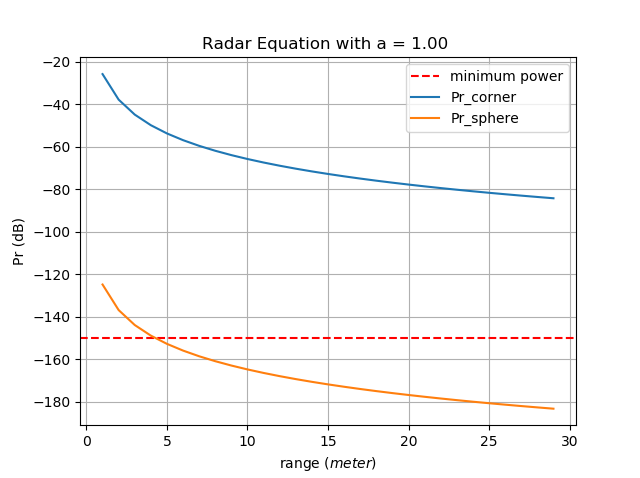 Radar Equation with a = 1.00
minimum power
Pr_corner
Pr_sphere
Pr (dB)
−20
−40
−60
−80
−100
−120
−140
−160
−180
0 5 10 15 20 25 30
range (meter)